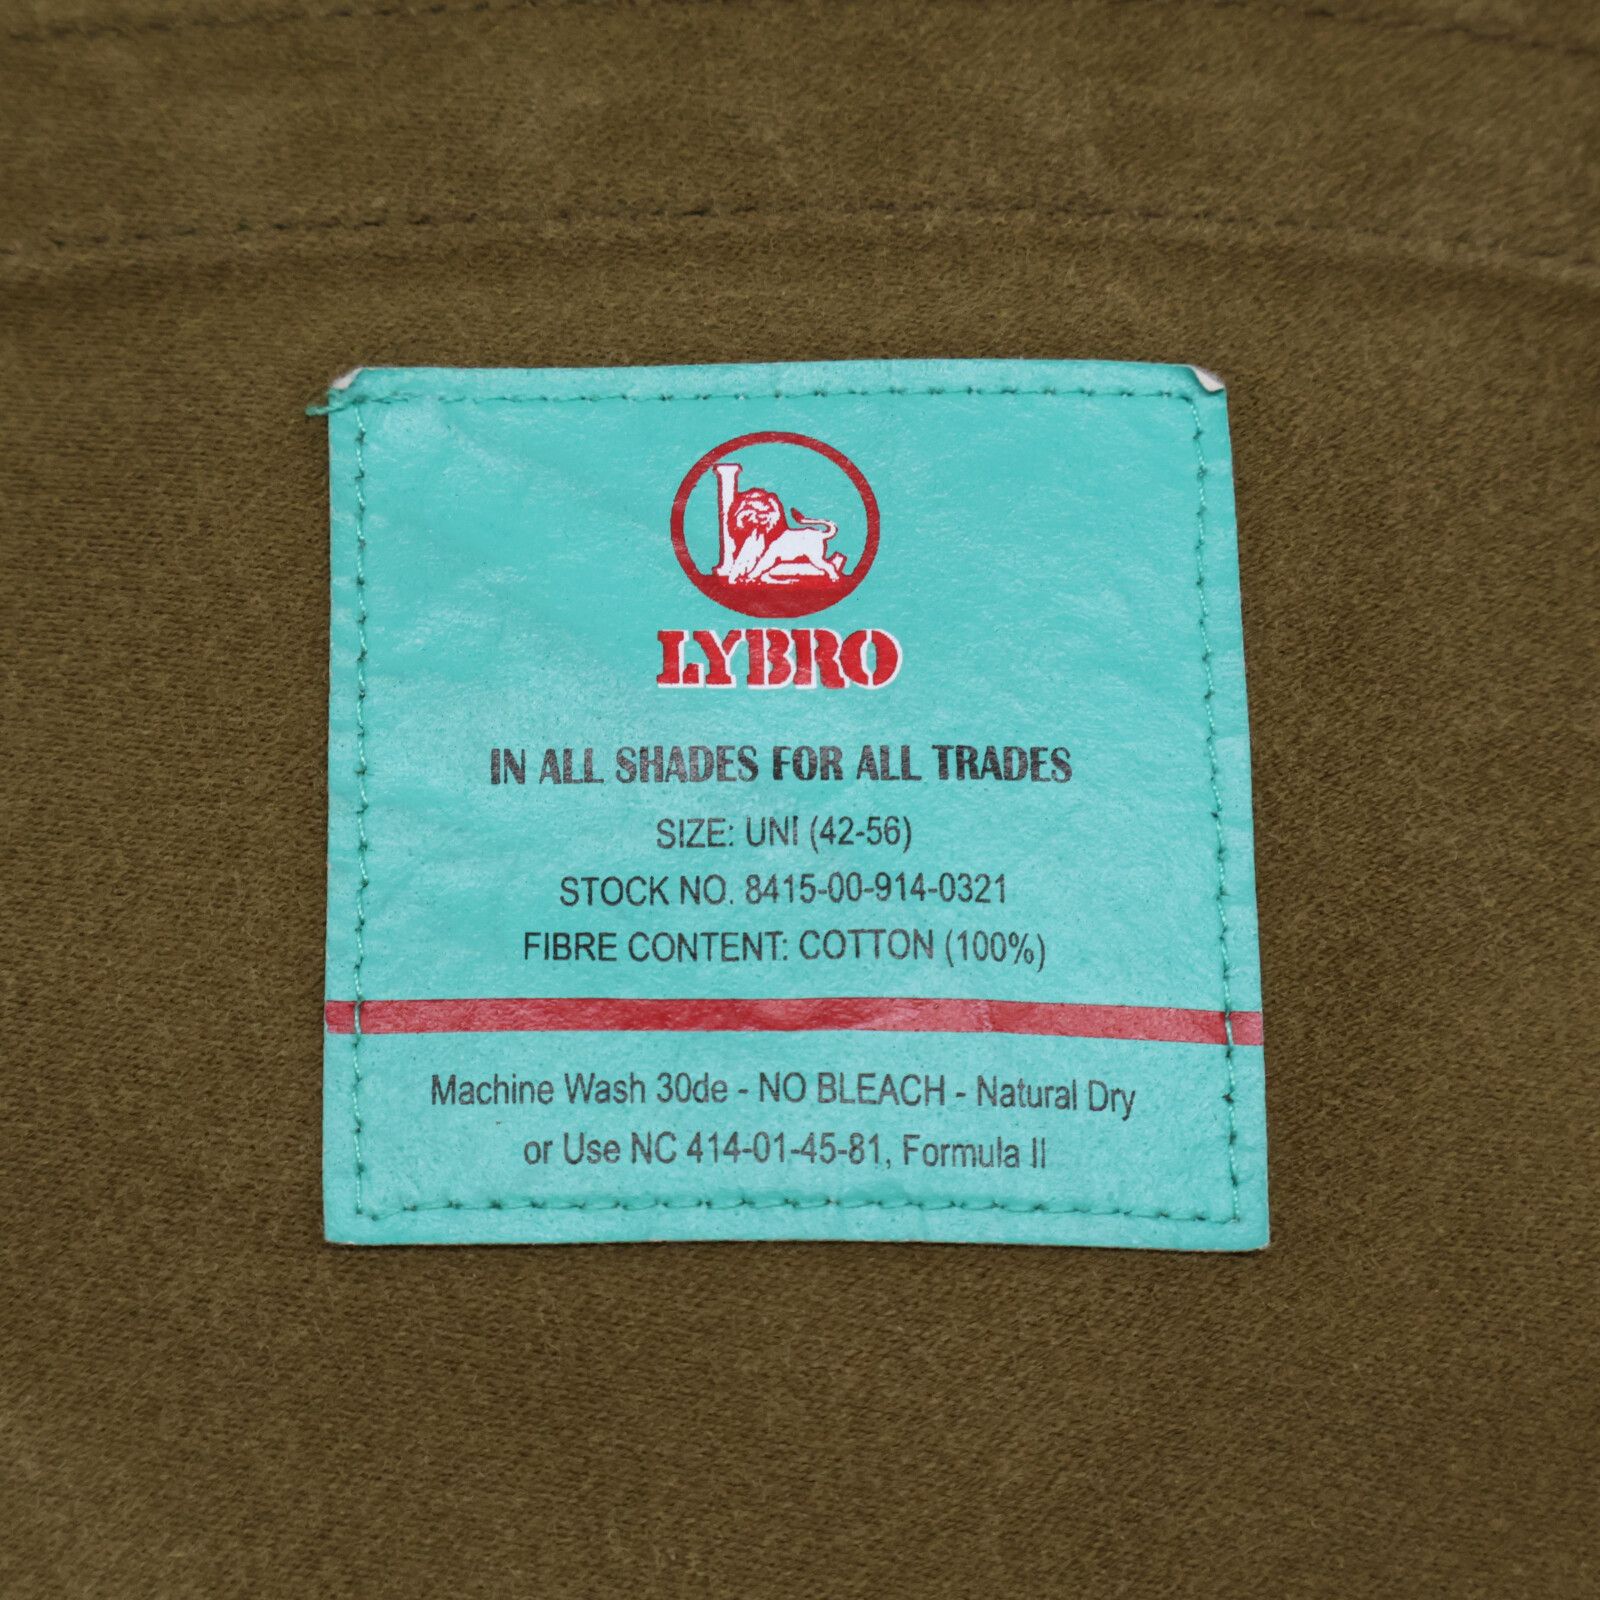 LYBRO
IN ALL SHADES FOR ALL TRADES
SIZE: UNI (42-56)
STOCK NO. 8415-00-914-0321
FIBRE CONTENT: COTTON (100%)
Machine Wash 30de - NO BLEACH - Natural Dry
or Use NC 414-01-45-81, Formula II